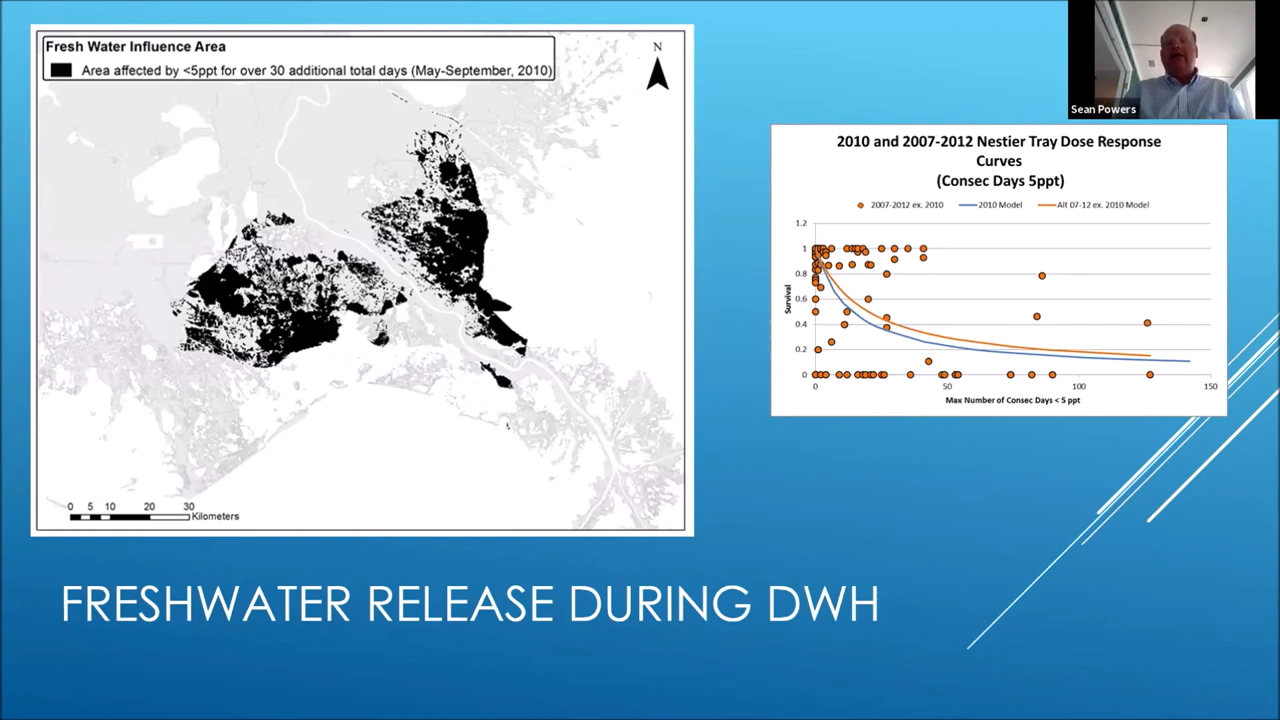 Fresh Water Influence Area
Area affected by <5ppt for over 30 additional total days (May-September, 2010)
N
0 5 10 20 30
Kilometers
Sean Powers
2010 and 2007-2012 Nestier Tray Dose Response
Curves
(Consec Days 5ppt)
2007-2012 ex. 2010 2010 Model Alt 07-12 ex. 2010 Model
1.2
1
0.8
0.6
0.4
0.2
0
Survival
0 50 100 150
Max Number of Consec Days < 5 ppt
FRESHWATER RELEASE DURING DWH